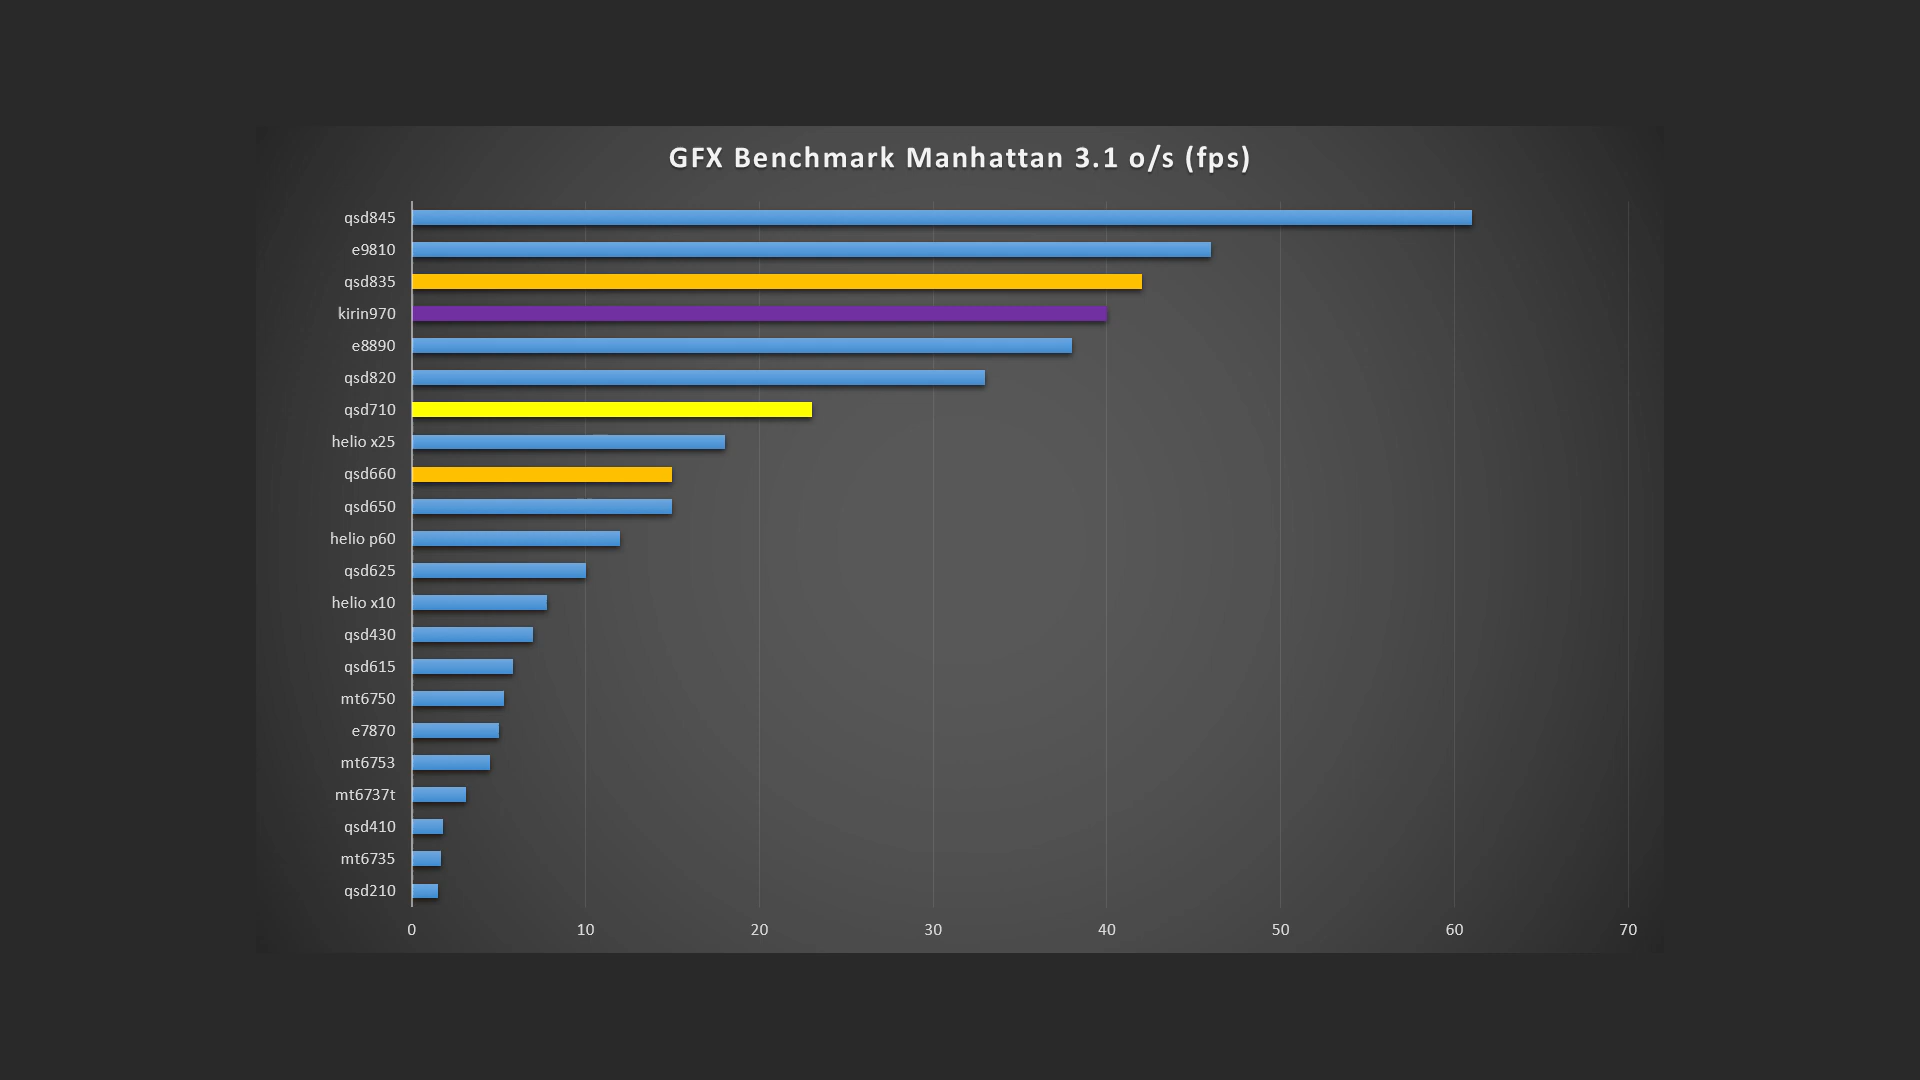 GFX Benchmark Manhattan 3.1 o/s (fps)
qsd845
e9810
qsd835
kirin970
e8890
qsd820
qsd710
helio x25
qsd660
qsd650
helio p60
qsd625
helio x10
qsd430
qsd615
mt6750
e7870
mt6753
mt6737t
qsd410
mt6735
qsd210
0 10 20 30 40 50 60 70